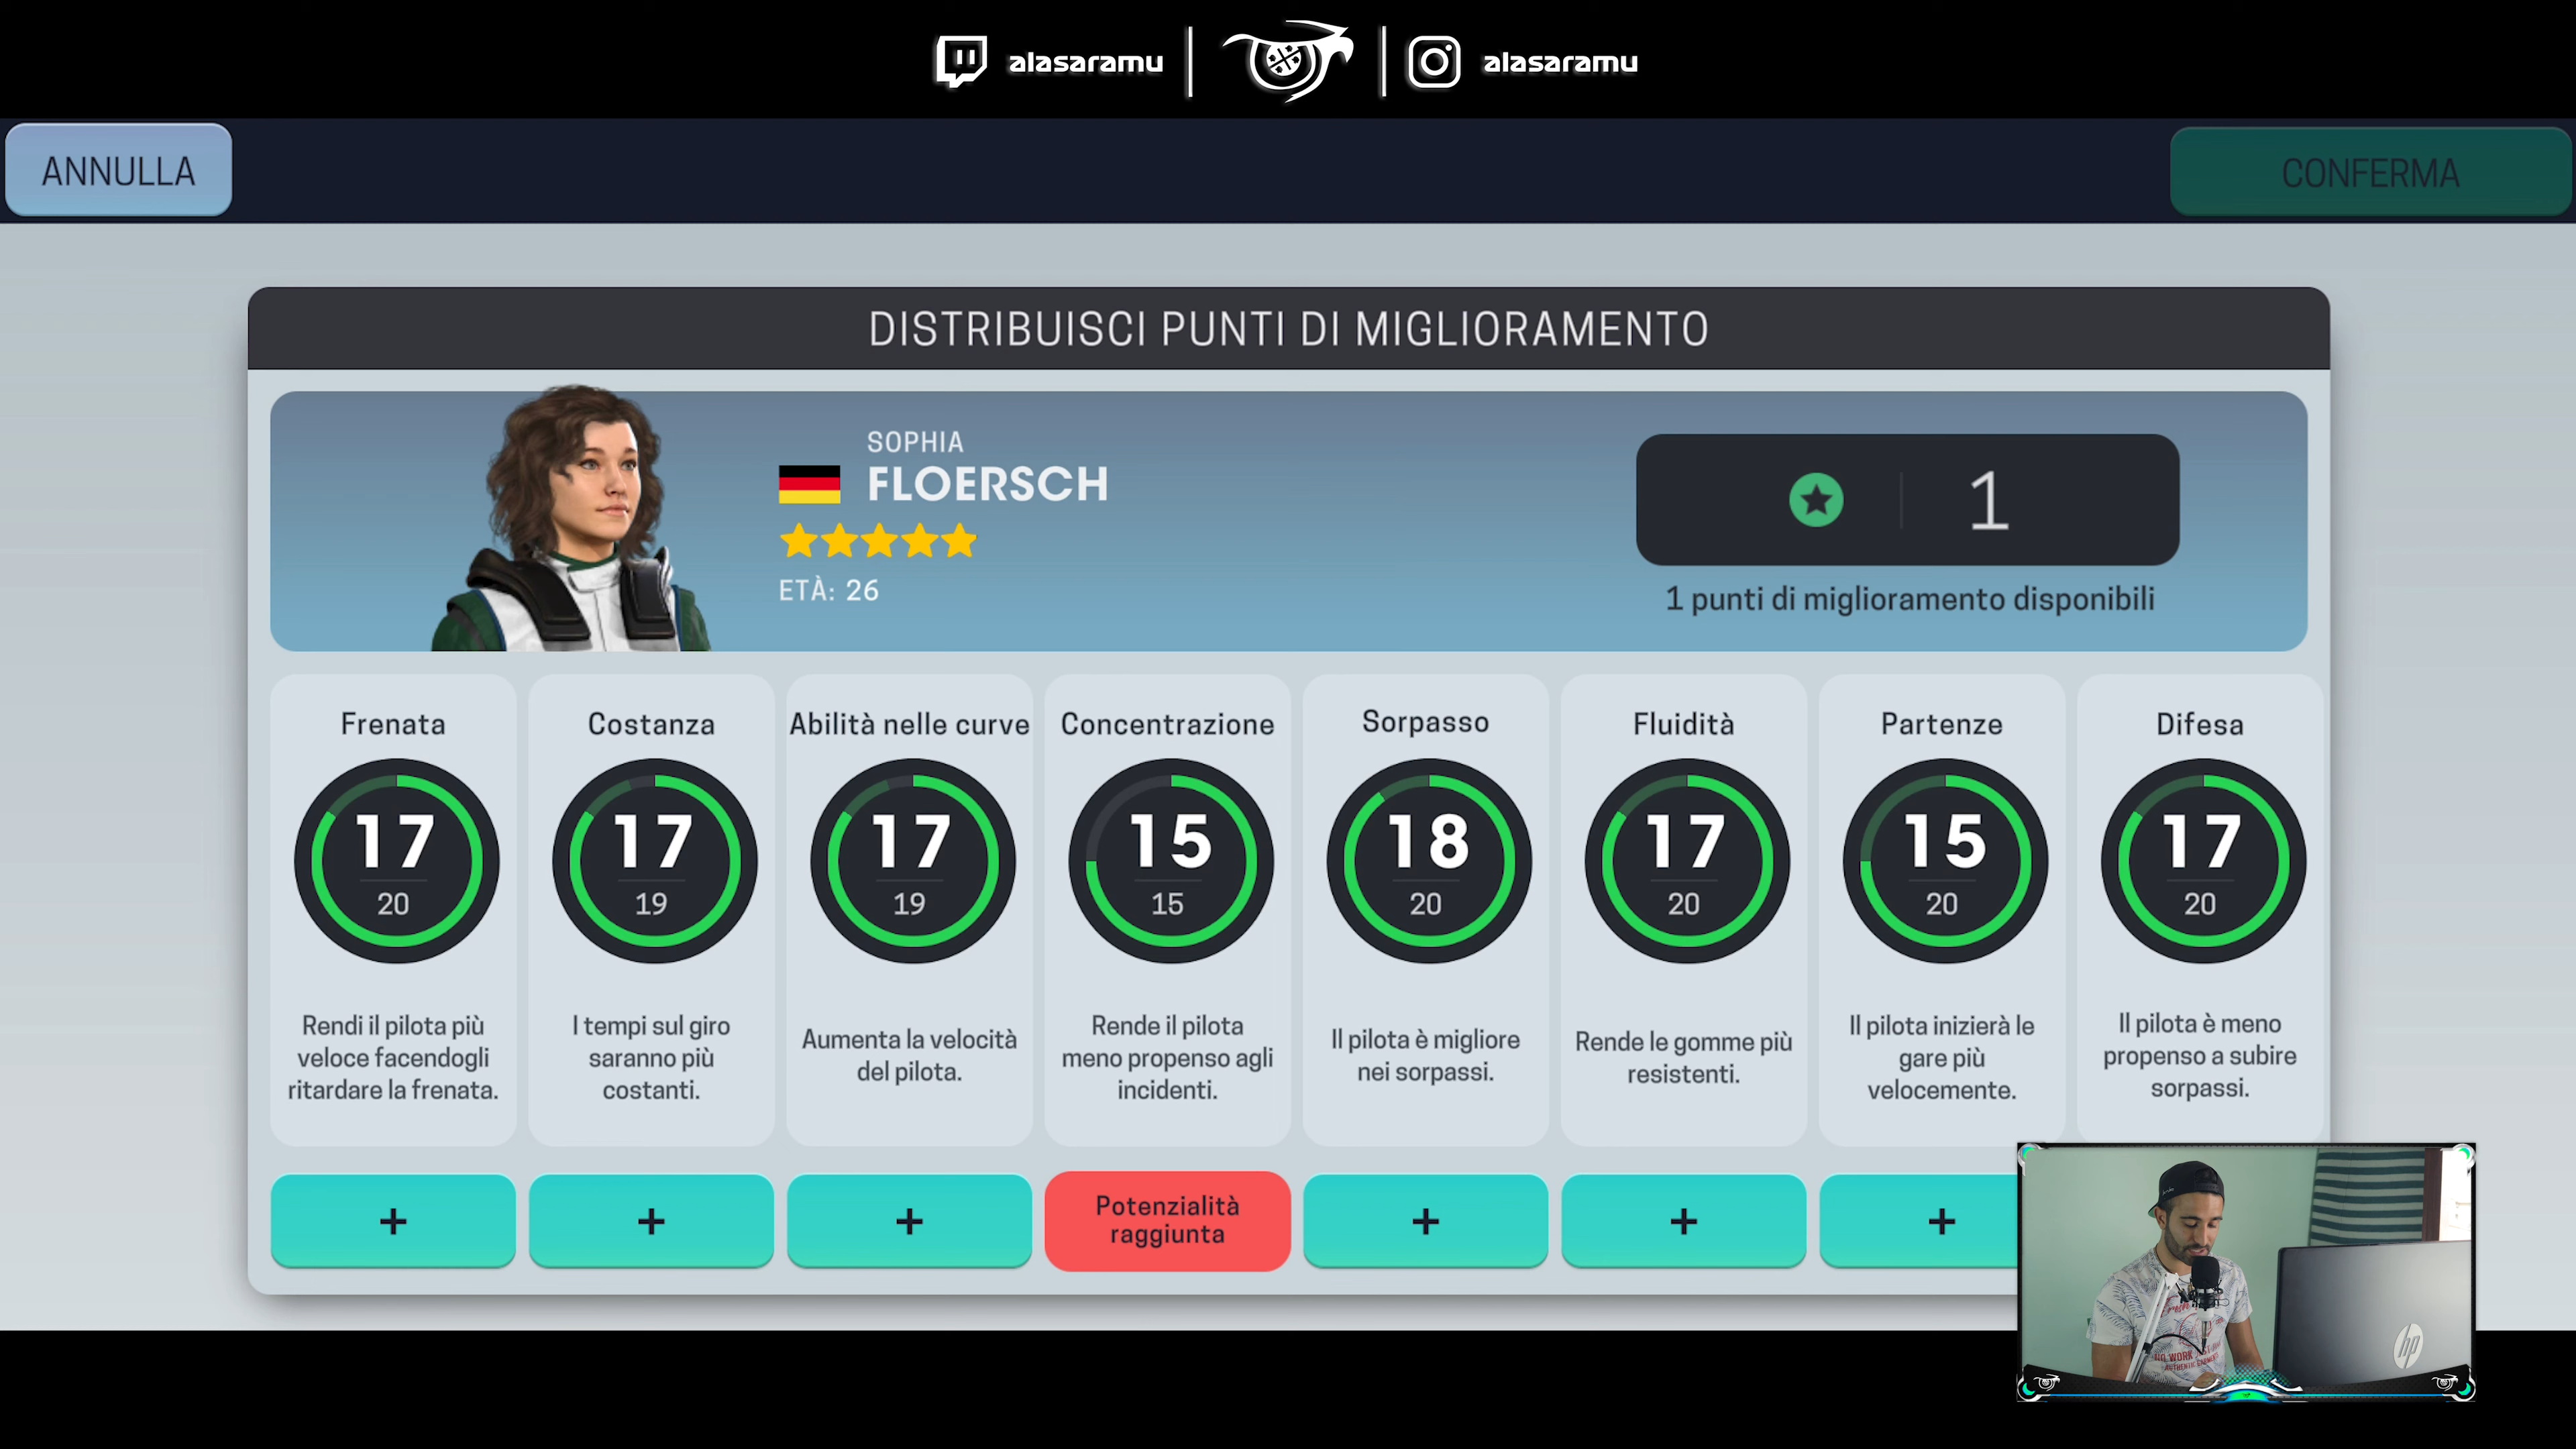 alasaramu
alasaramu
ANNULLA
CONFERMA
DISTRIBUISCI PUNTI DI MIGLIORAMENTO
SOPHIA
FLOERSCH
ETÀ: 26
1
1 punti di miglioramento disponibili
Frenata
17
20
Rendi il pilota più
veloce facendogli
ritardare la frenata.
+
Costanza
17
19
I tempi sul giro
saranno più
costanti.
+
Abilità nelle curve
17
19
Aumenta la velocità
del pilota.
+
Concentrazione
15
15
Rende il pilota
meno propenso agli
incidenti.
Potenzialità
raggiunta
Sorpasso
18
20
Il pilota è migliore
nei sorpassi.
+
Fluidità
17
20
Rende le gomme più
resistenti.
+
Partenze
15
20
Il pilota inizierà le
gare più
velocemente.
+
Difesa
17
20
Il pilota è meno
propenso a subire
sorpassi.
hp
NO WORK